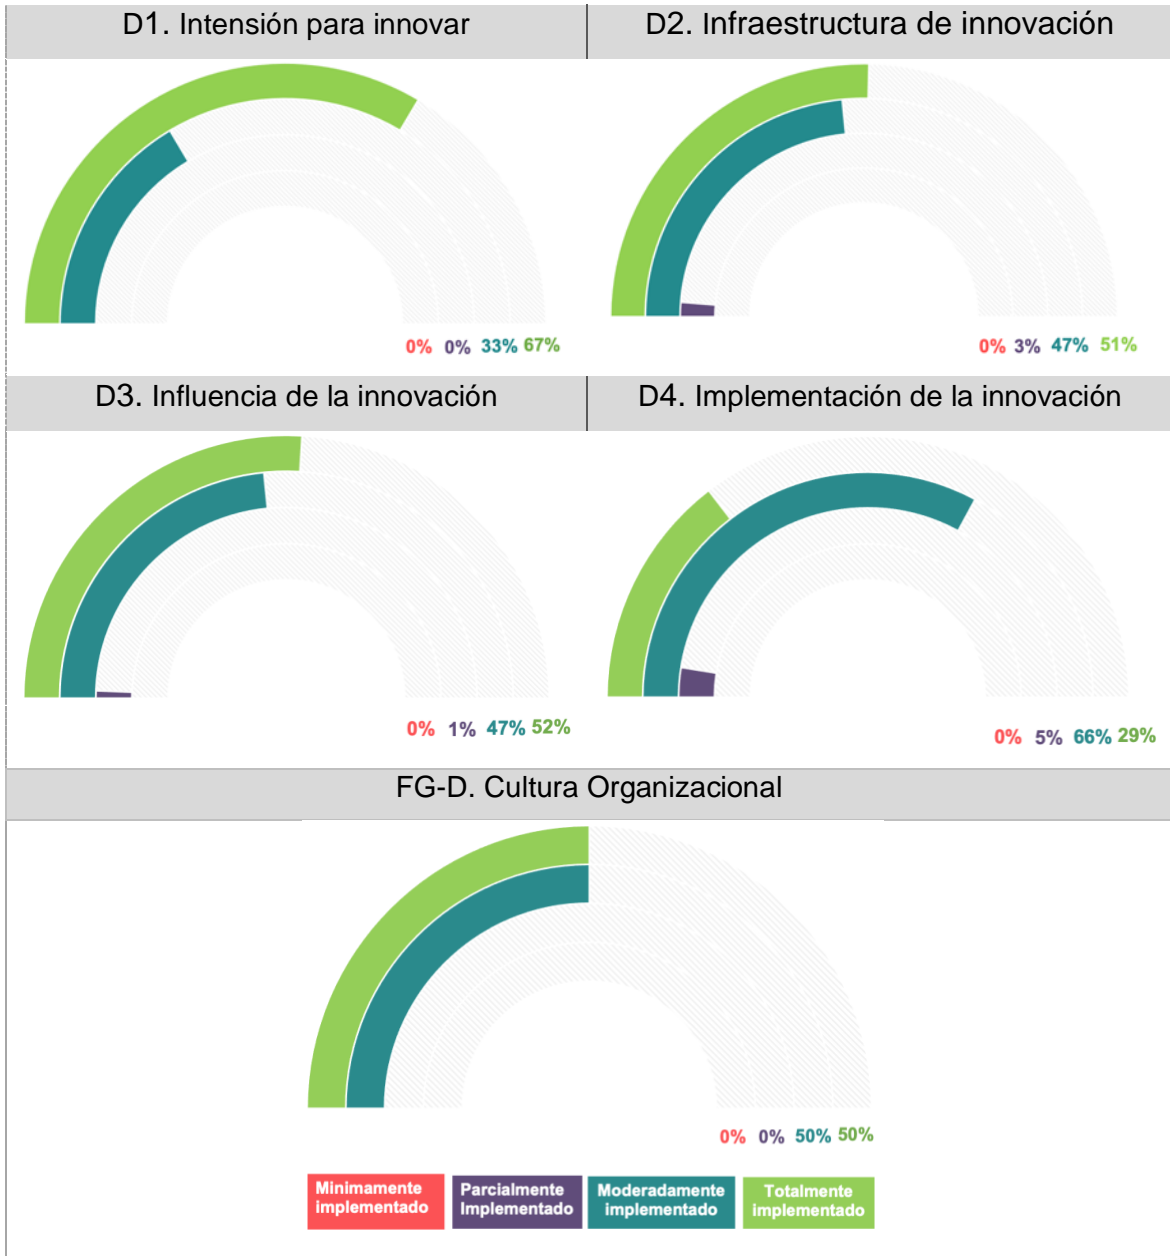 D1. Intensión para innovar
D2. Infraestructura de innovación
0% 0% 33% 67%
0% 3% 47% 51%
D3. Influencia de la innovación
D4. Implementación de la innovación
0% 1% 47% 52%
0% 5% 66% 29%
FG-D. Cultura Organizacional
0% 0% 50% 50%
Minimamente
implementado
Parcialmente
Implementado
Moderadamente
implementado
Totalmente
implementado